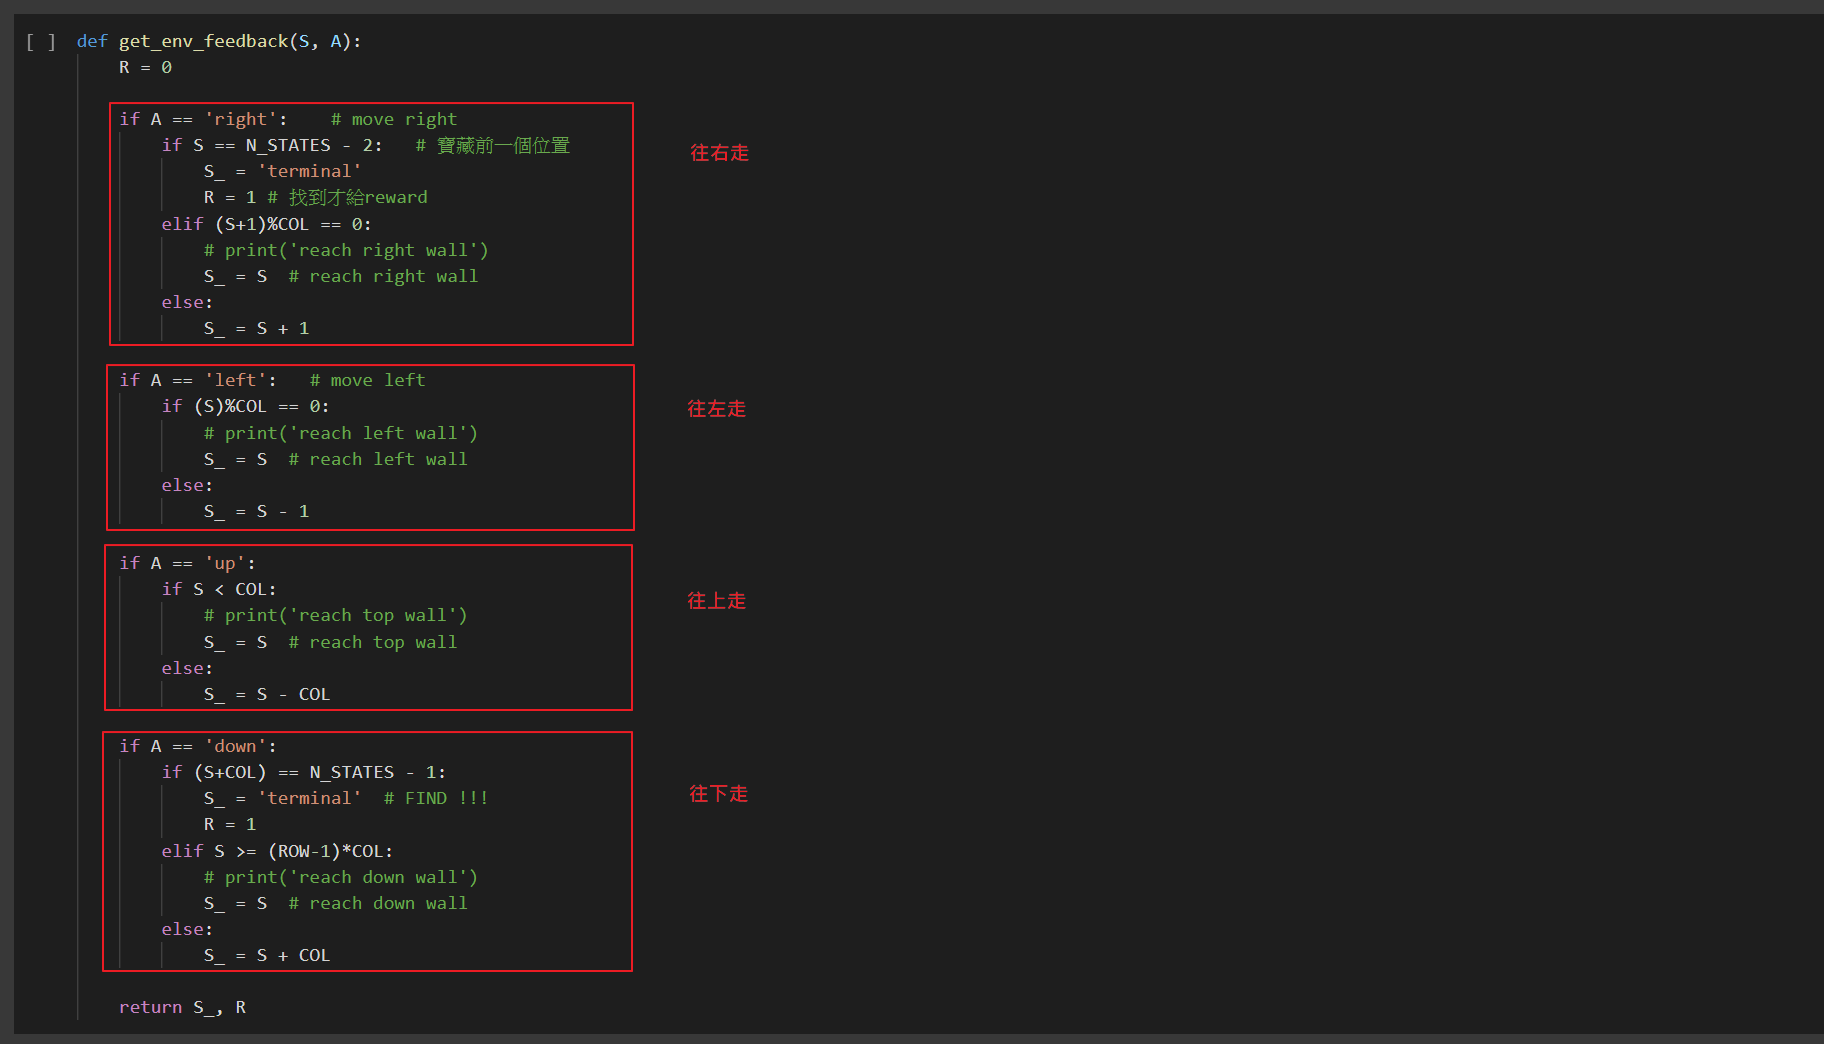 [ ] def get_env_feedback(S, A):
R = 0
if A == 'right':    # move right
if S == N_STATES - 2:   # 寶藏前一個位置
往右走
S_ = 'terminal'
R = 1 # 找到才給reward
elif (S+1)%COL == 0:
# print('reach right wall')
S_ = S  # reach right wall
else:
S_ = S + 1
if A == 'left':   # move left
if (S)%COL == 0:
往左走
# print('reach left wall')
S_ = S  # reach left wall
else:
S_ = S - 1
if A == 'up':
if S < COL:
往上走
# print('reach top wall')
S_ = S  # reach top wall
else:
S_ = S - COL
if A == 'down':
if (S+COL) == N_STATES - 1:
S_ = 'terminal'  # FIND !!!
往下走
R = 1
elif S >= (ROW-1)*COL:
# print('reach down wall')
S_ = S  # reach down wall
else:
S_ = S + COL
return S_, R